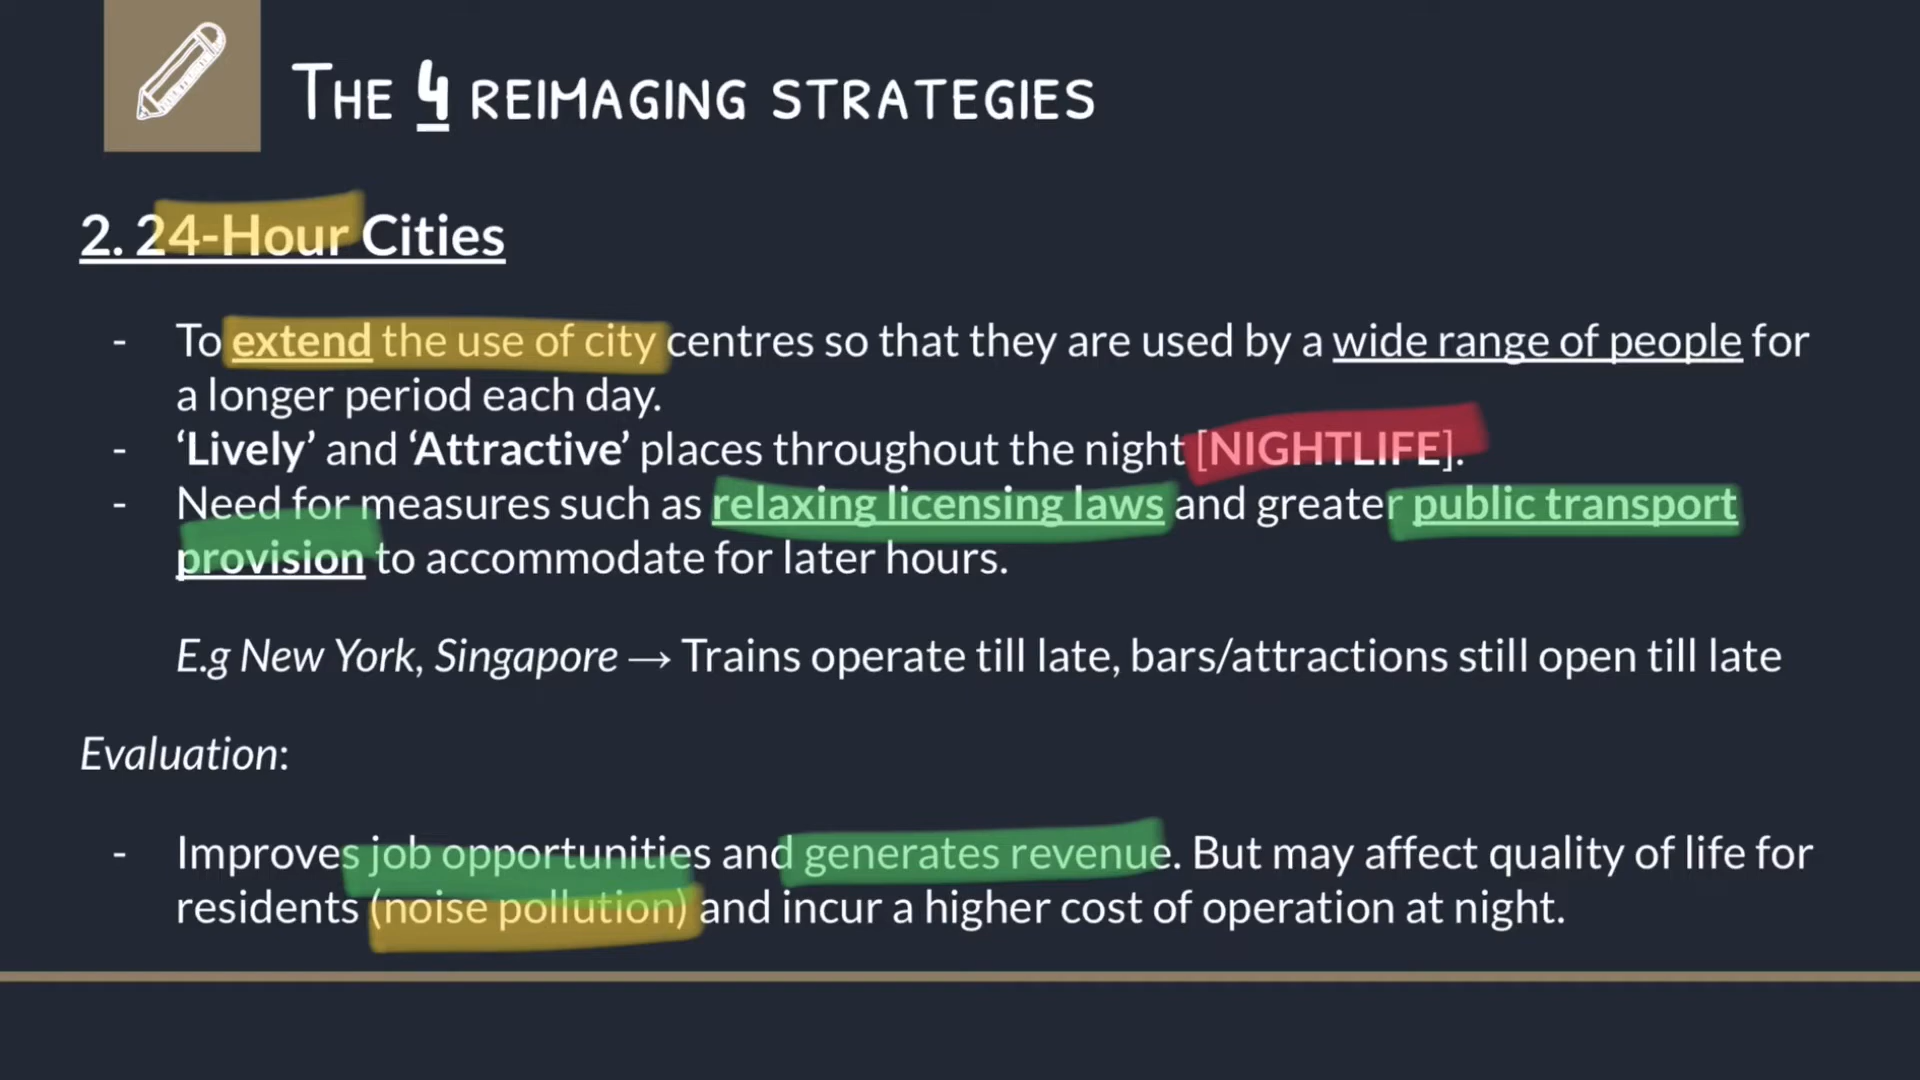 The 4 reimaging strategies
2. 24-Hour Cities
- To extend the use of city centres so that they are used by a wide range of people for
a longer period each day.
- ‘Lively’ and ‘Attractive’ places throughout the night [NIGHTLIFE].
- Need for measures such as relaxing licensing laws and greater public transport
provision to accommodate for later hours.
E.g New York, Singapore → Trains operate till late, bars/attractions still open till late
Evaluation:
- Improves job opportunities and generates revenue. But may affect quality of life for
residents (noise pollution) and incur a higher cost of operation at night.